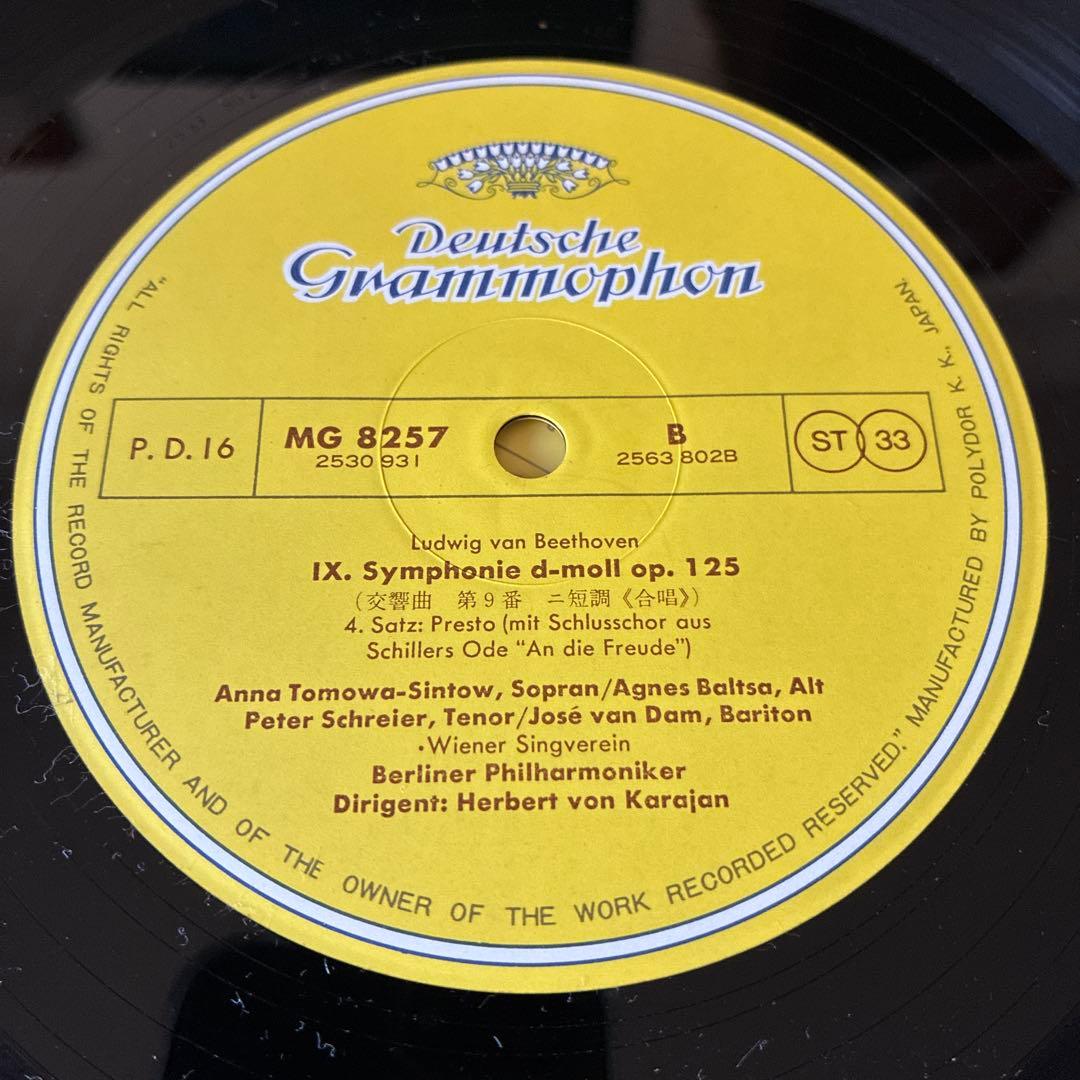 Deutsche
Grammophon
P. D. 16
MG 8257
2530 931
B
2563 802B
ST 33
Ludwig van Beethoven
IX. Symphonie d-moll op. 125
(交響曲 第9番 ニ短調《合唱》)
4. Satz: Presto (mit Schlusschor aus
Schillers Ode "An die Freude")
Anna Tomowa-Sintow, Sopran/Agnes Baltsa, Alt
Peter Schreier, Tenor/José van Dam, Bariton
·Wiener Singverein
Berliner Philharmoniker
Dirigent: Herbert von Karajan
"ALL RIGHTS OF THE RECORD MANUFACTURER AND OF THE OWNER OF THE WORK RECORDED RESERVED." MANUFACTURED BY POLYDOR K. K., JAPAN.